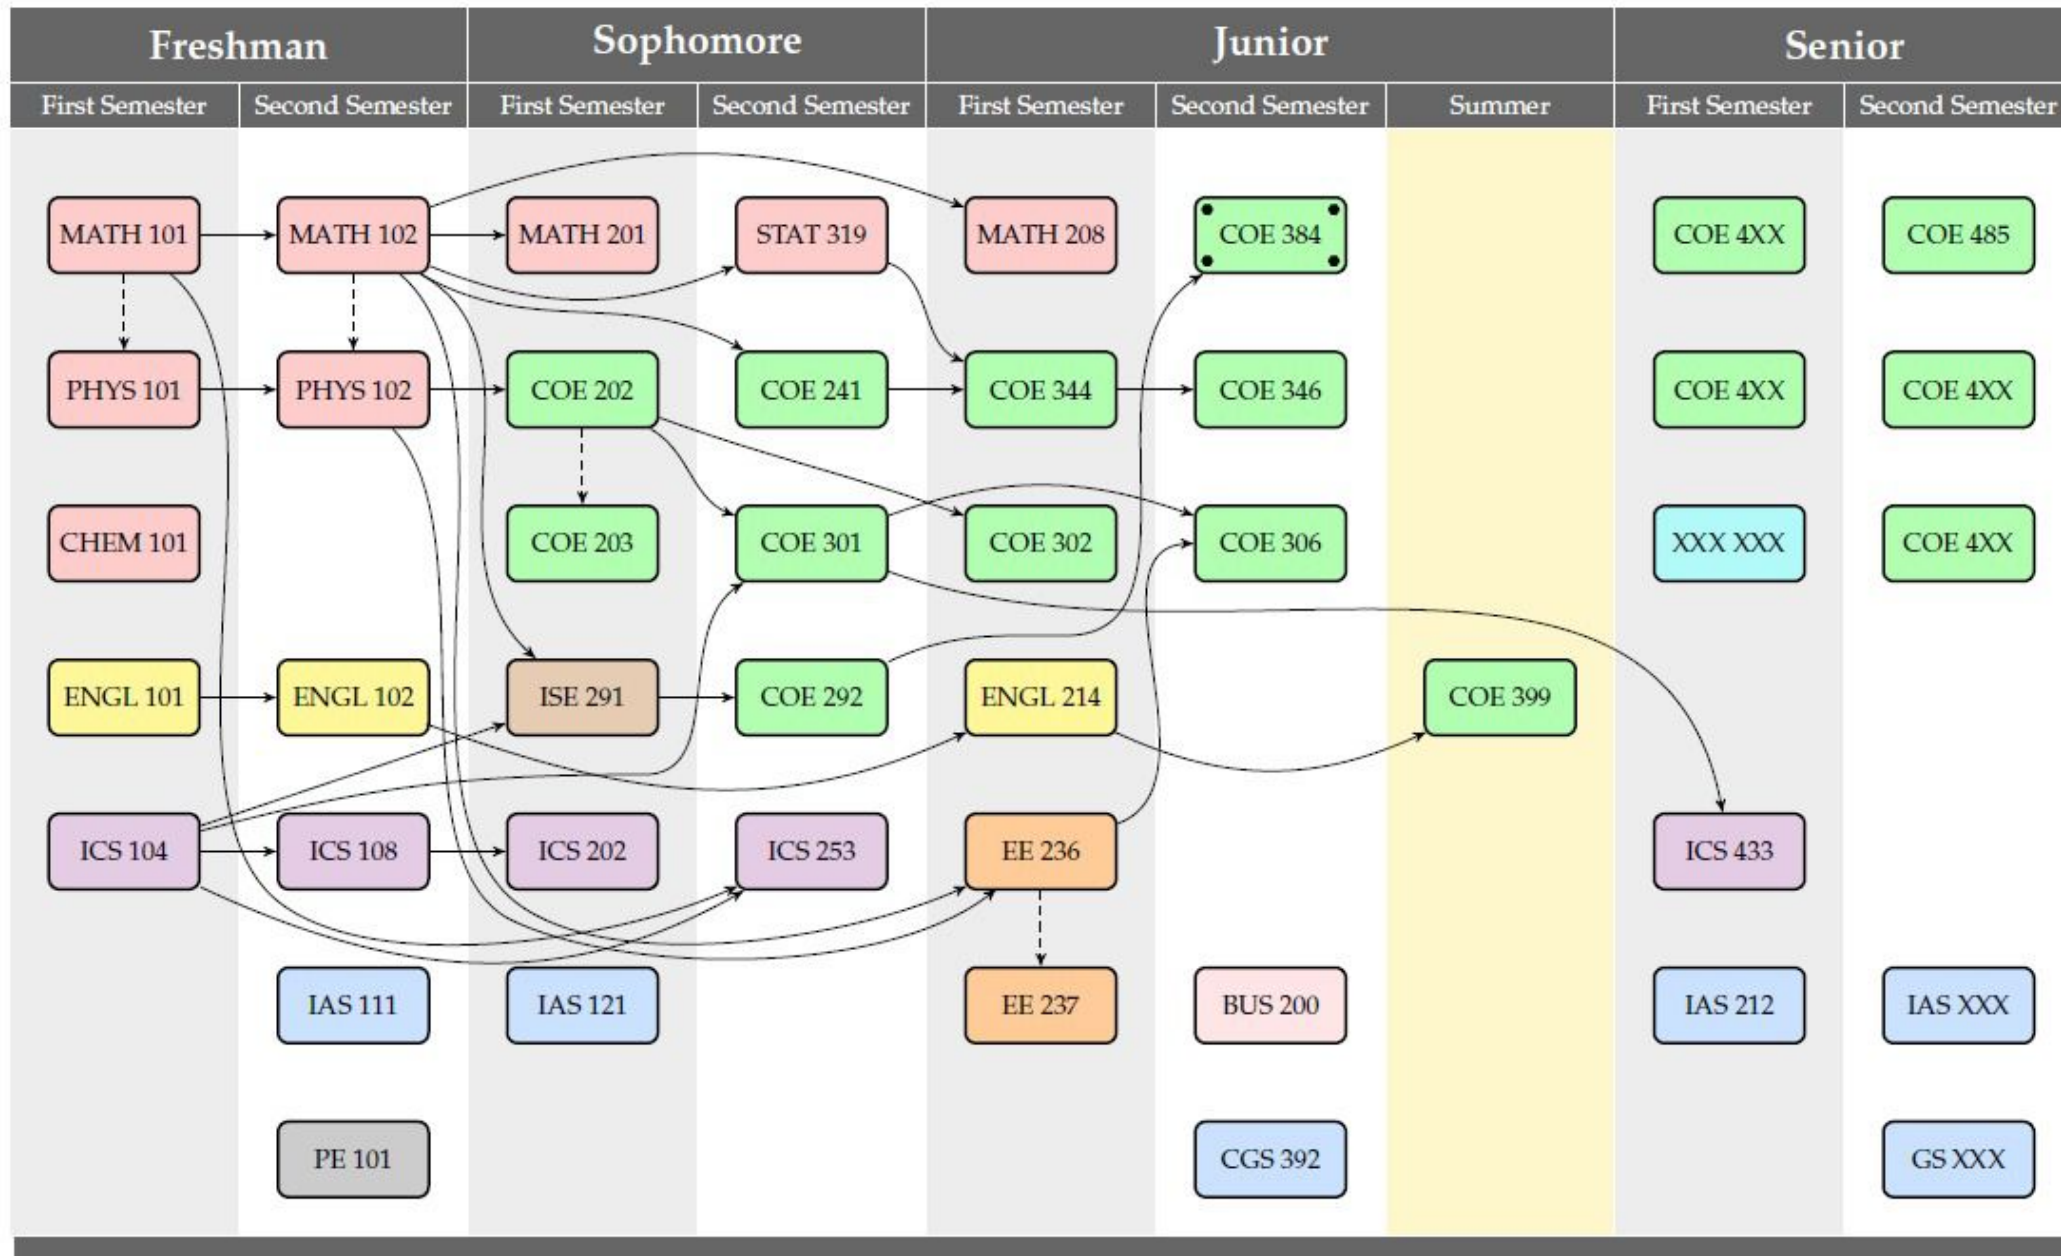 Freshman
Sophomore
Junior
Senior
First Semester
Second Semester
First Semester
Second Semester
First Semester
Second Semester
Summer
First Semester
Second Semester
MATH 101
MATH 102
MATH 201
STAT 319
MATH 208
COE 384
COE 4XX
COE 485
PHYS 101
PHYS 102
COE 202
COE 241
COE 344
COE 346
COE 4XX
COE 4XX
CHEM 101
COE 203
COE 301
COE 302
COE 306
XXX XXX
COE 4XX
ENGL 101
ENGL 102
ISE 291
COE 292
ENGL 214
COE 399
ICS 104
ICS 108
ICS 202
ICS 253
EE 236
ICS 433
IAS 111
IAS 121
EE 237
BUS 200
IAS 212
IAS XXX
PE 101
CGS 392
GS XXX